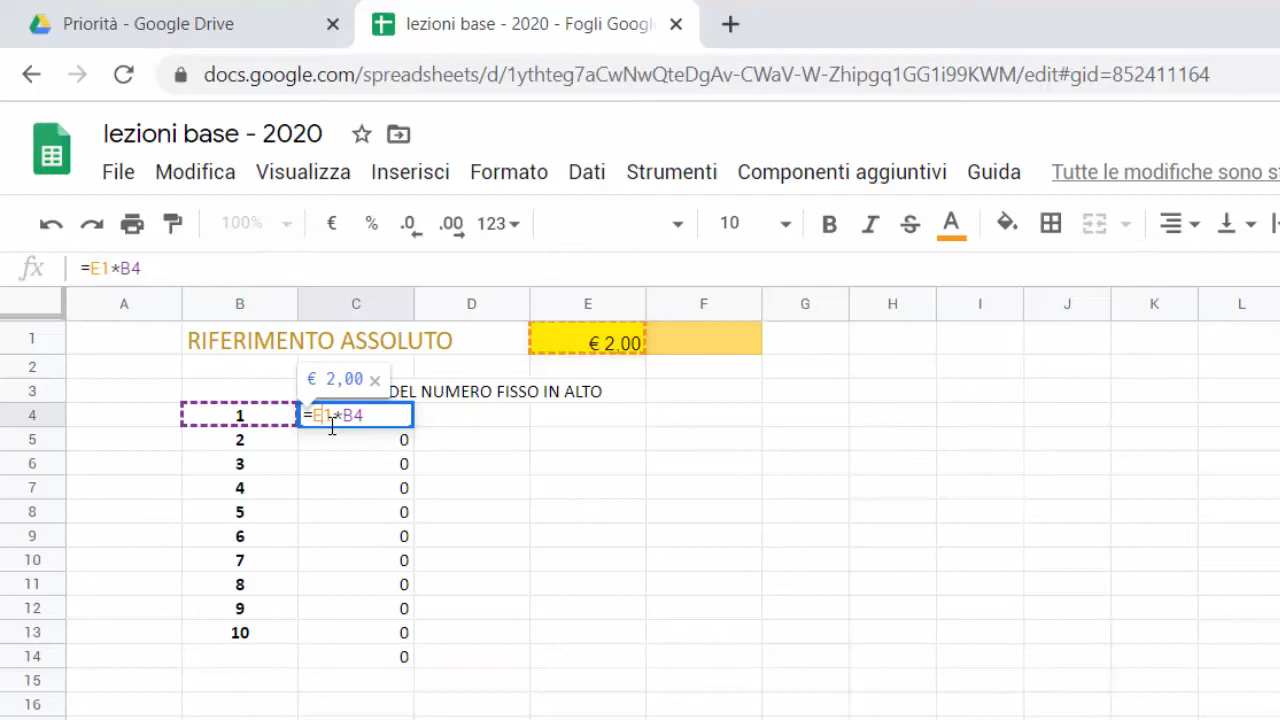 Priorità - Google Drive
lezioni base - 2020 - Fogli Googl
docs.google.com/spreadsheets/d/1ythteg7aCwNwQteDgAv-CWaV-W-Zhipgq1GG1i99KWM/edit#gid=852411164
lezioni base - 2020
File Modifica Visualizza Inserisci Formato Dati Strumenti Componenti aggiuntivi Guida Tutte le modifiche sono s
100% € % .0 .00 123 10 B I S A
fx =E1*B4
A B C D E F G H I J K L
1 RIFERIMENTO ASSOLUTO € 2,00
2 € 2,00
3 DEL NUMERO FISSO IN ALTO
4 1 =E1*B4
5 2 0
6 3 0
7 4 0
8 5 0
9 6 0
10 7 0
11 8 0
12 9 0
13 10 0
14 0
15
16